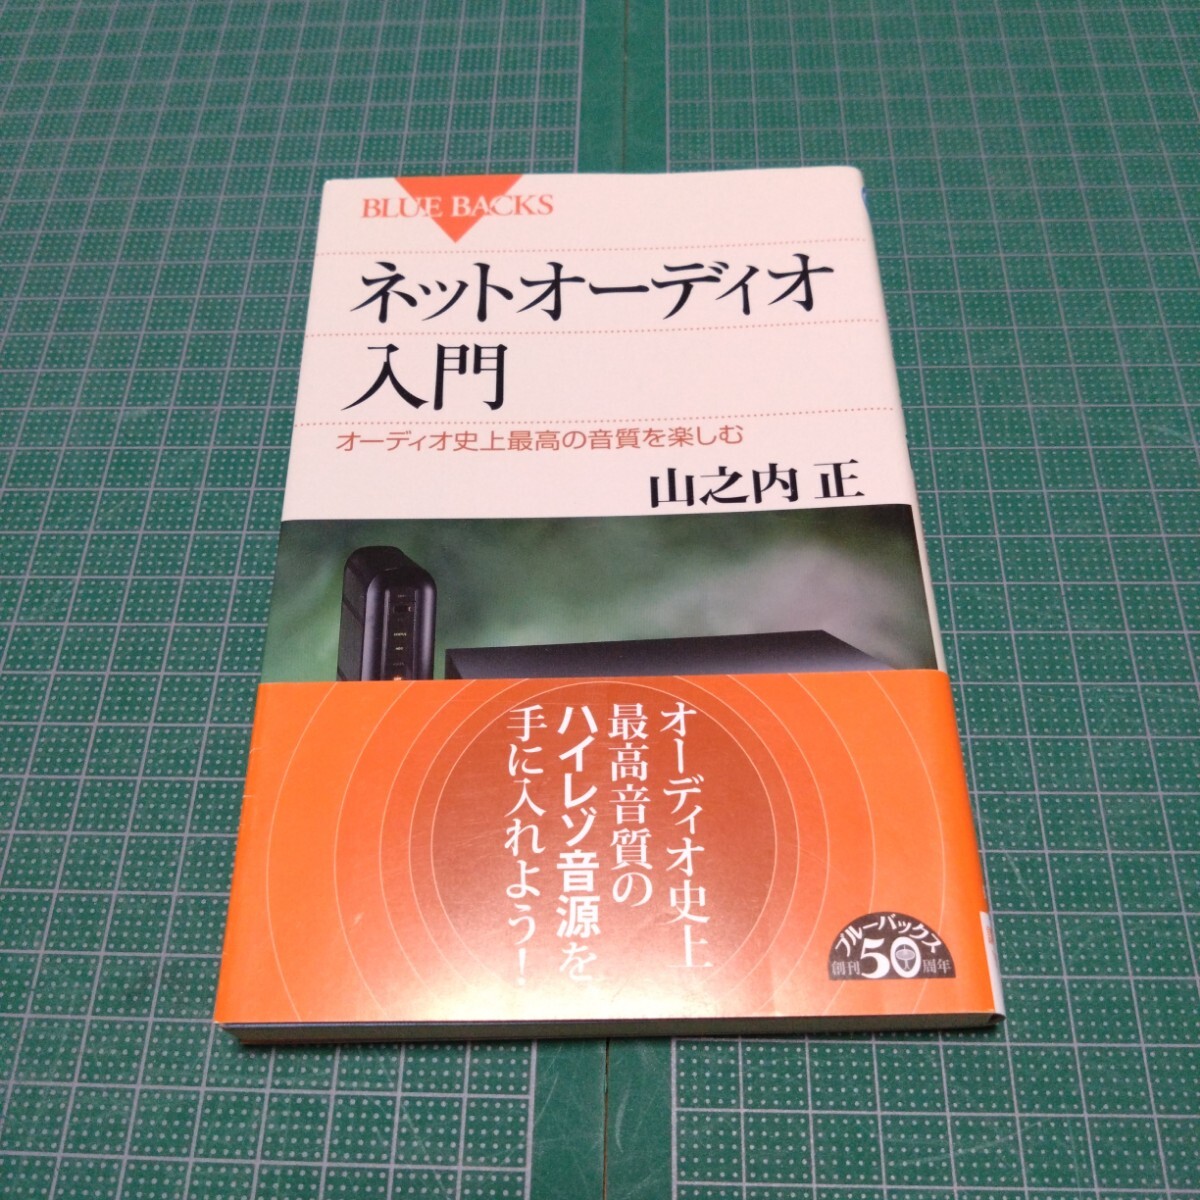 BLUE BACKS
ネットオーディオ
入門
オーディオ史上最高の音質を楽しむ
山之内 正
オーディオ史上
最高音質の
ハイレゾ音源を
手に入れよう!
ブルーバックス
創刊50周年